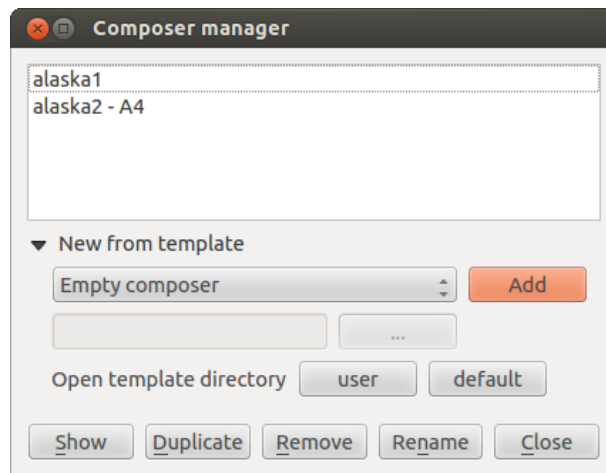 Composer manager
alaska1
alaska2 - A4
New from template
Empty composer Add
...
Open template directory user default
Show Duplicate Remove Rename Close